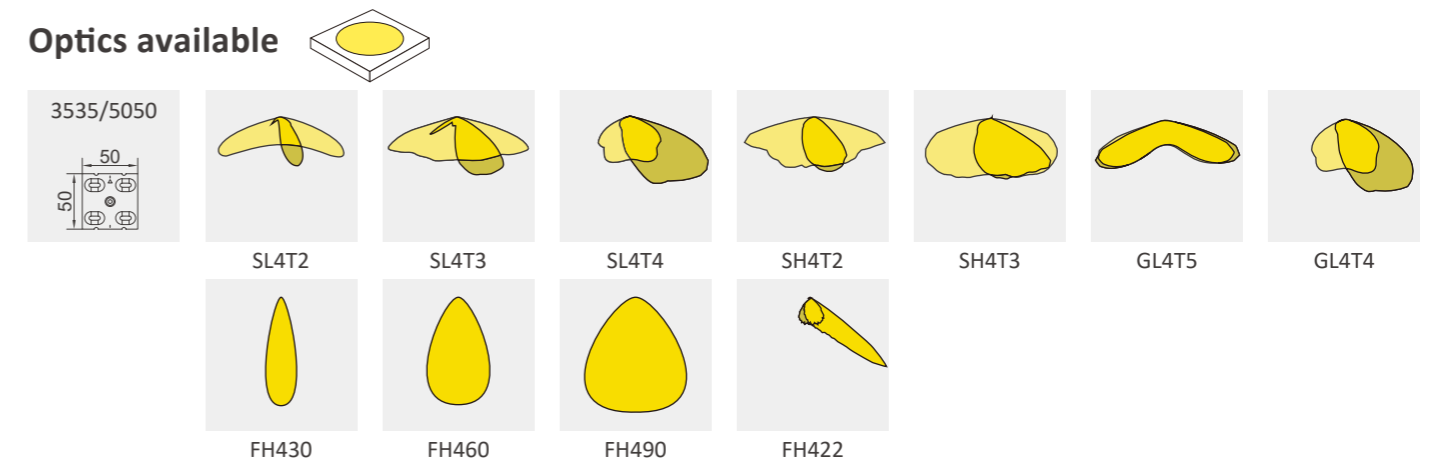 Optics available
3535/5050
50
50
SL4T2 SL4T3 SL4T4 SH4T2 SH4T3 GL4T5 GL4T4
FH430 FH460 FH490 FH422